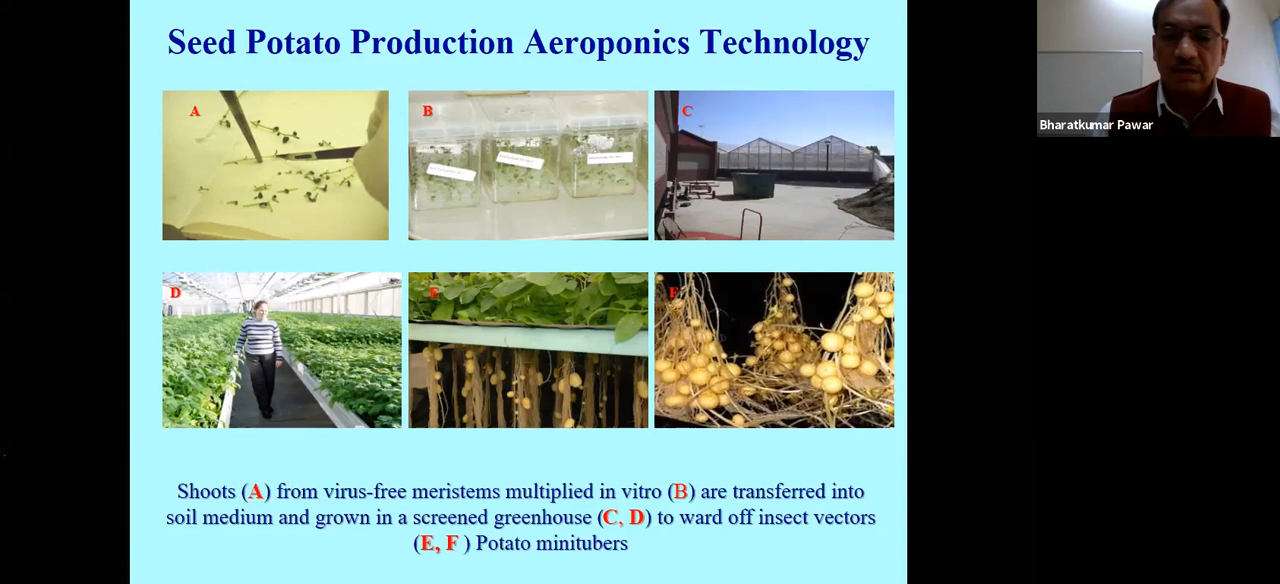 Seed Potato Production Aeroponics Technology
A
B
C
Bharatkumar Pawar
D
E
F
Shoots (A) from virus-free meristems multiplied in vitro (B) are transferred into
soil medium and grown in a screened greenhouse (C, D) to ward off insect vectors
(E, F ) Potato minitubers